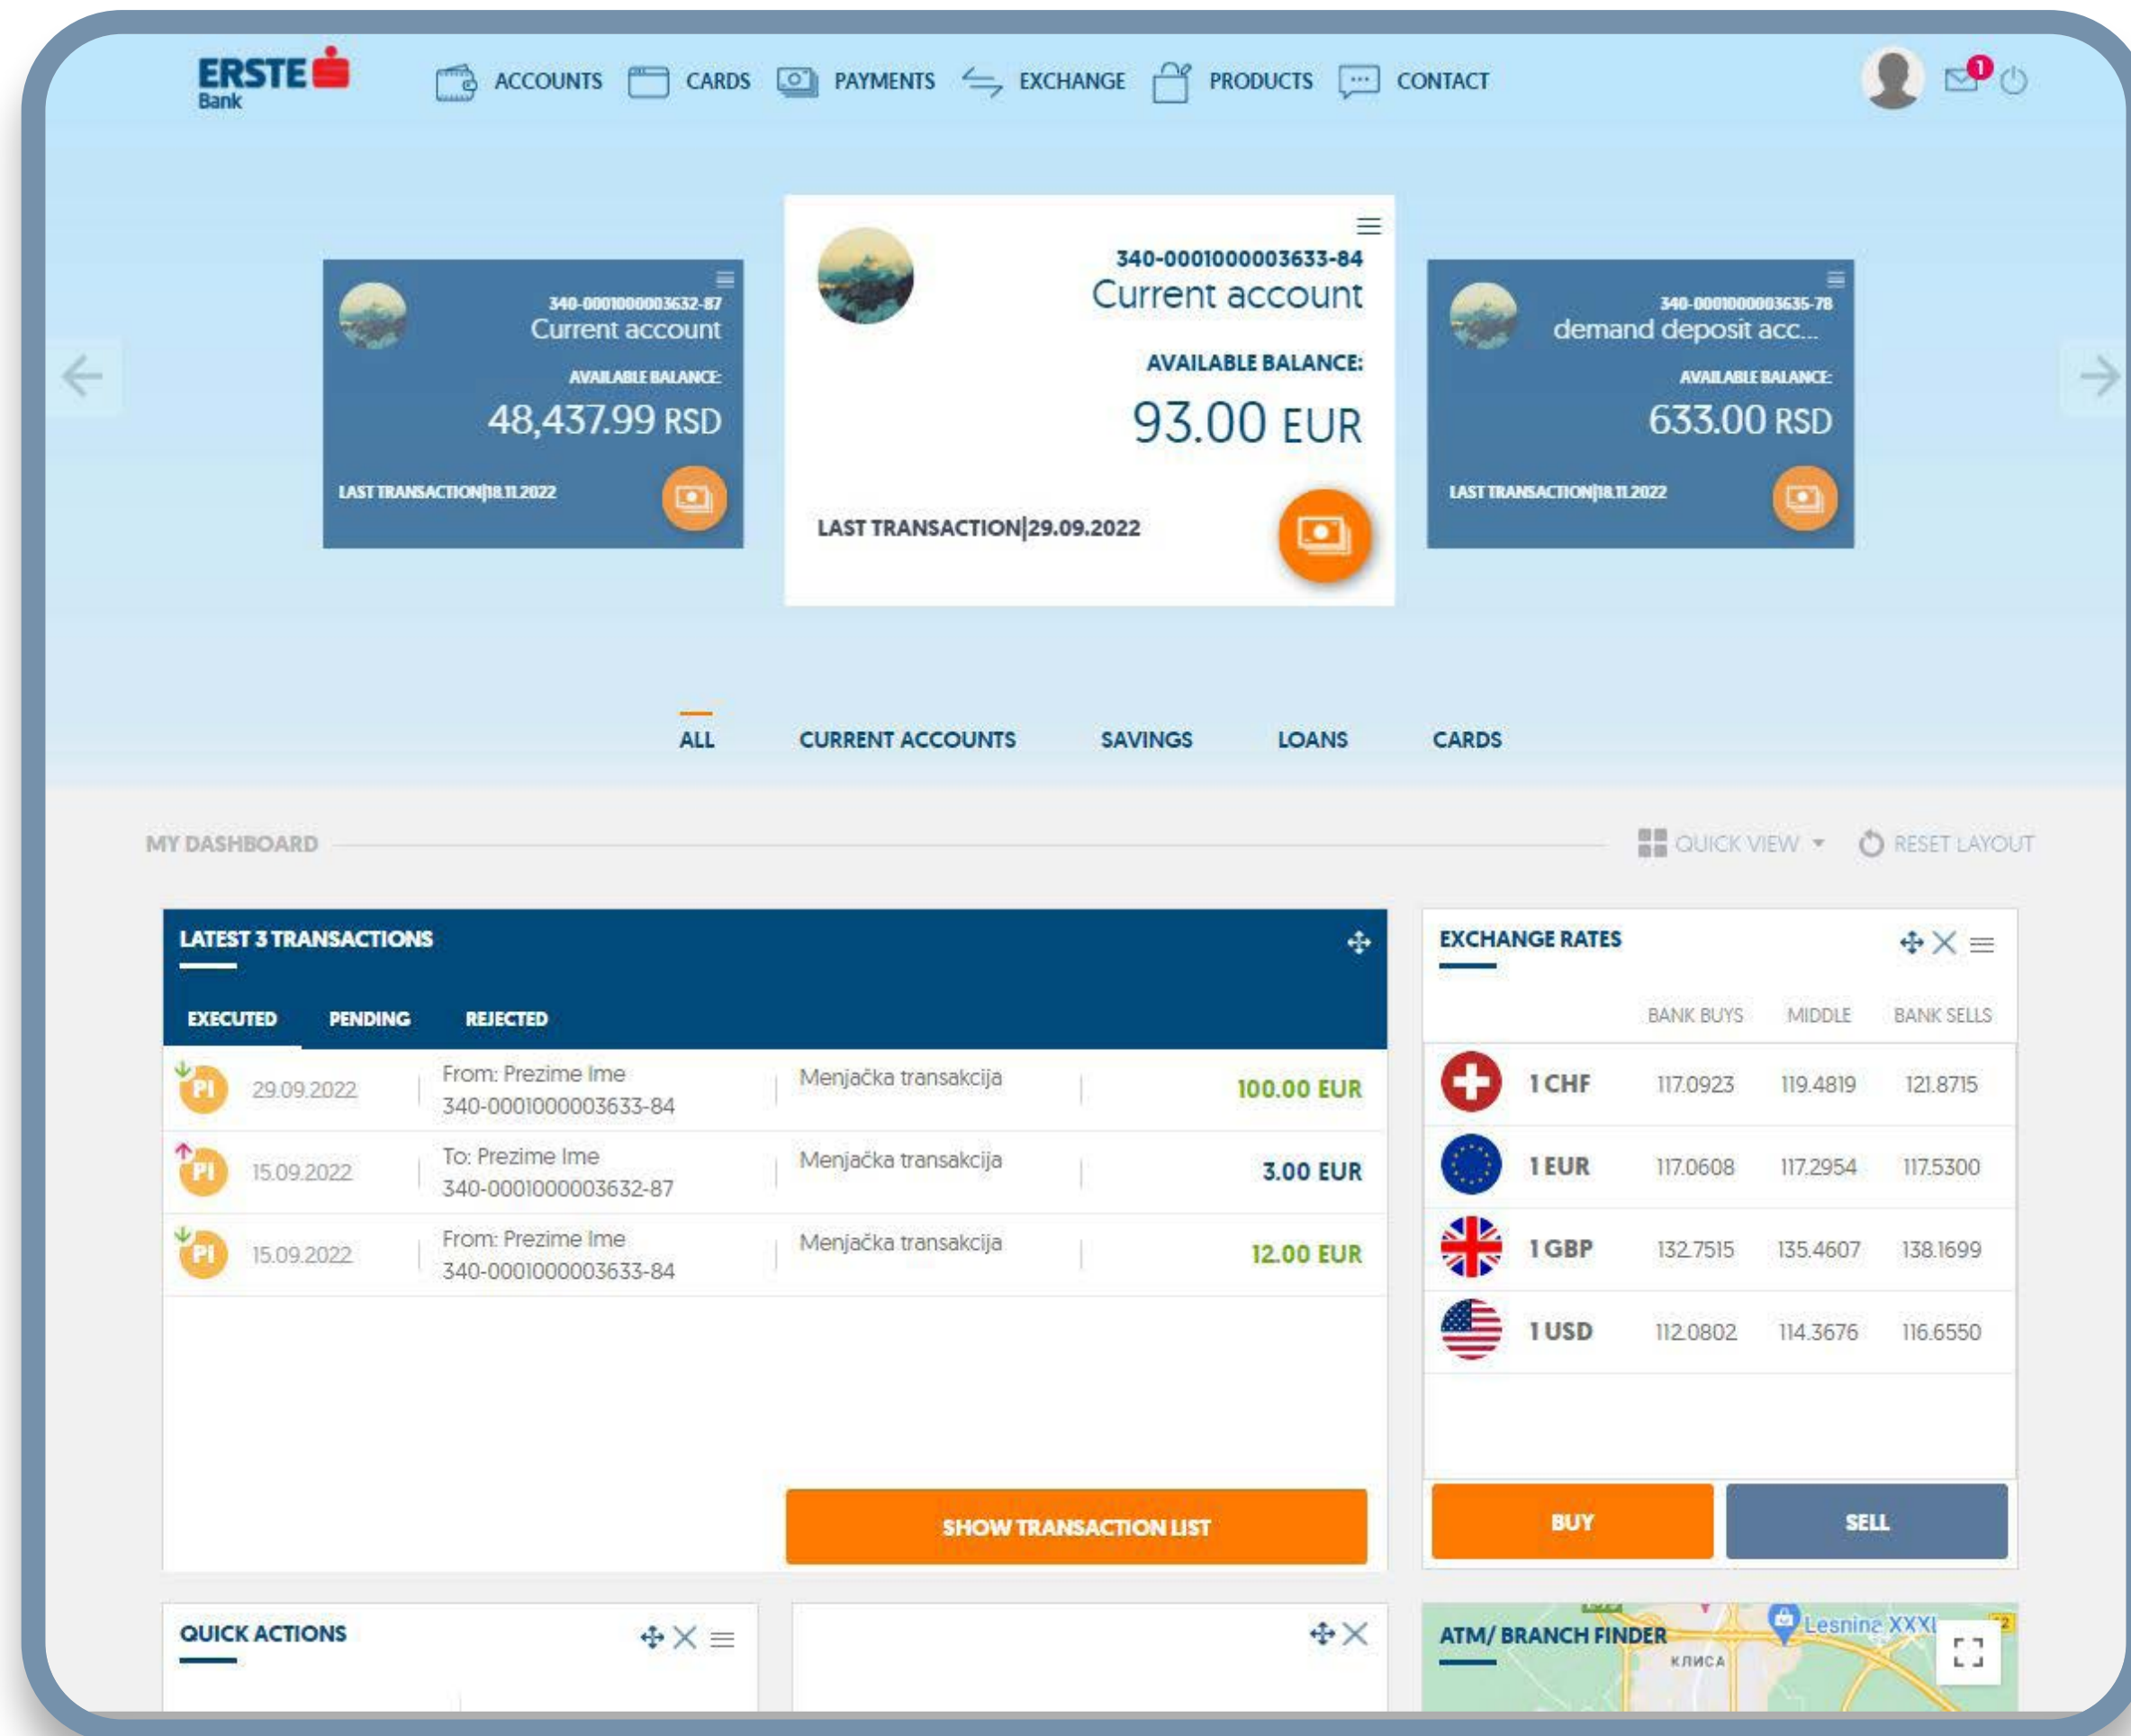 ERSTE
Bank
ACCOUNTS
CARDS
PAYMENTS
EXCHANGE
PRODUCTS
CONTACT
1
340-0001000003632-87
Current account
AVAILABLE BALANCE:
48,437.99 RSD
LAST TRANSACTION|18.11.2022
340-0001000003633-84
Current account
AVAILABLE BALANCE:
93.00 EUR
LAST TRANSACTION|29.09.2022
340-0001000003635-78
demand deposit acc...
AVAILABLE BALANCE:
633.00 RSD
LAST TRANSACTION|18.11.2022
ALL
CURRENT ACCOUNTS
SAVINGS
LOANS
CARDS
MY DASHBOARD
QUICK VIEW
RESET LAYOUT
LATEST 3 TRANSACTIONS
EXECUTED PENDING REJECTED
PI 29.09.2022 From: Prezime Ime Menjačka transakcija 100.00 EUR
340-0001000003633-84
PI 15.09.2022 To: Prezime Ime Menjačka transakcija 3.00 EUR
340-0001000003632-87
PI 15.09.2022 From: Prezime Ime Menjačka transakcija 12.00 EUR
340-0001000003633-84
SHOW TRANSACTION LIST
EXCHANGE RATES
BANK BUYS MIDDLE BANK SELLS
1 CHF 117.0923 119.4819 121.8715
1 EUR 117.0608 117.2954 117.5300
1 GBP 132.7515 135.4607 138.1699
1 USD 112.0802 114.3676 116.6550
BUY
SELL
QUICK ACTIONS
ATM/ BRANCH FINDER
Lesnina XXXL
КЛИСА